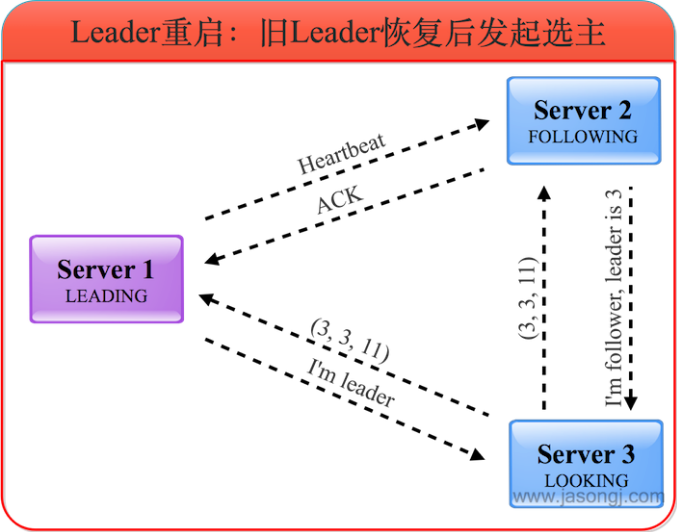 Leader重启：旧Leader恢复后发起选主
Server 2
FOLLOWING
Heartbeat
ACK
Server 1
LEADING
(3, 3, 11)
I'm leader
(3, 3, 11)
I'm follower, leader is 3
Server 3
LOOKING
www.jasongj.com